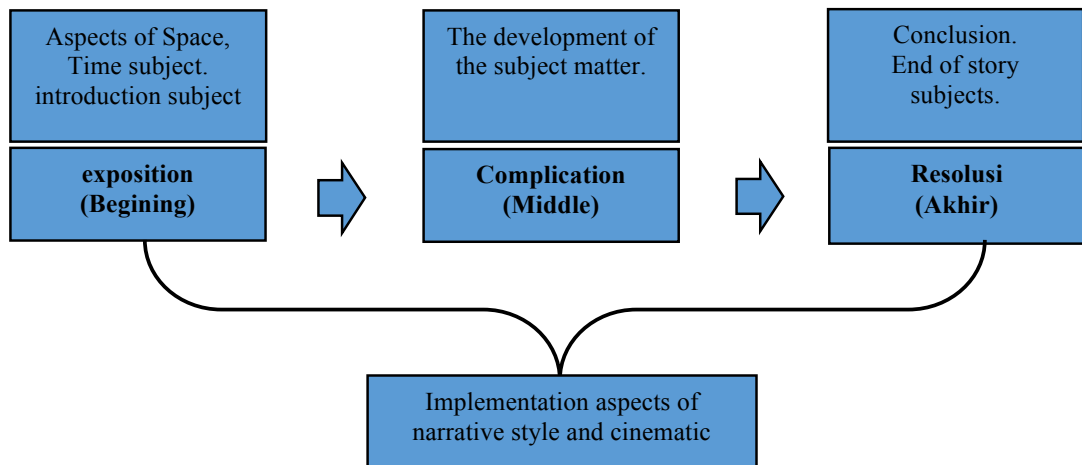 Aspects of Space,
Time subject.
introduction subject
exposition
(Begining)
The development of
the subject matter.
Complication
(Middle)
Conclusion.
End of story
subjects.
Resolusi
(Akhir)
Implementation aspects of
narrative style and cinematic